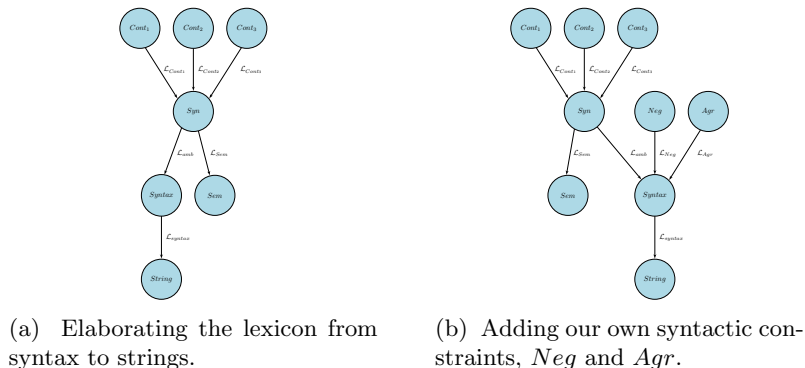 Cont₁ Cont₂ Cont₃ Cont₁ Cont₂ Cont₃
ℒCont₁ ℒCont₂ ℒCont₃ ℒCont₁ ℒCont₂ ℒCont₃
Syn Syn Neg Agr
ℒamb ℒSem ℒSem ℒamb ℒNeg ℒAgr
Syntax Sem Sem Syntax
ℒsyntax ℒsyntax
String String
(a) Elaborating the lexicon from
syntax to strings.
(b) Adding our own syntactic con-
straints, Neg and Agr.